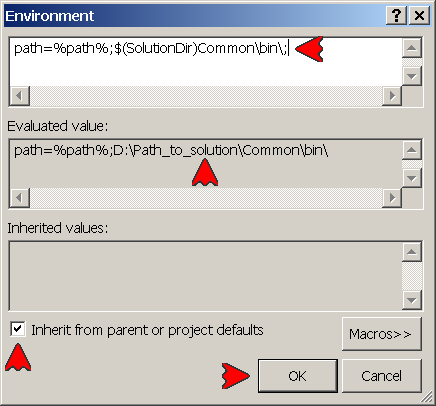 Environment
path=%path%;$(SolutionDir)Common\bin\;
Evaluated value:
path=%path%;D:\Path_to_solution\Common\bin\
Inherited values:
Inherit from parent or project defaults
Macros>>
OK
Cancel